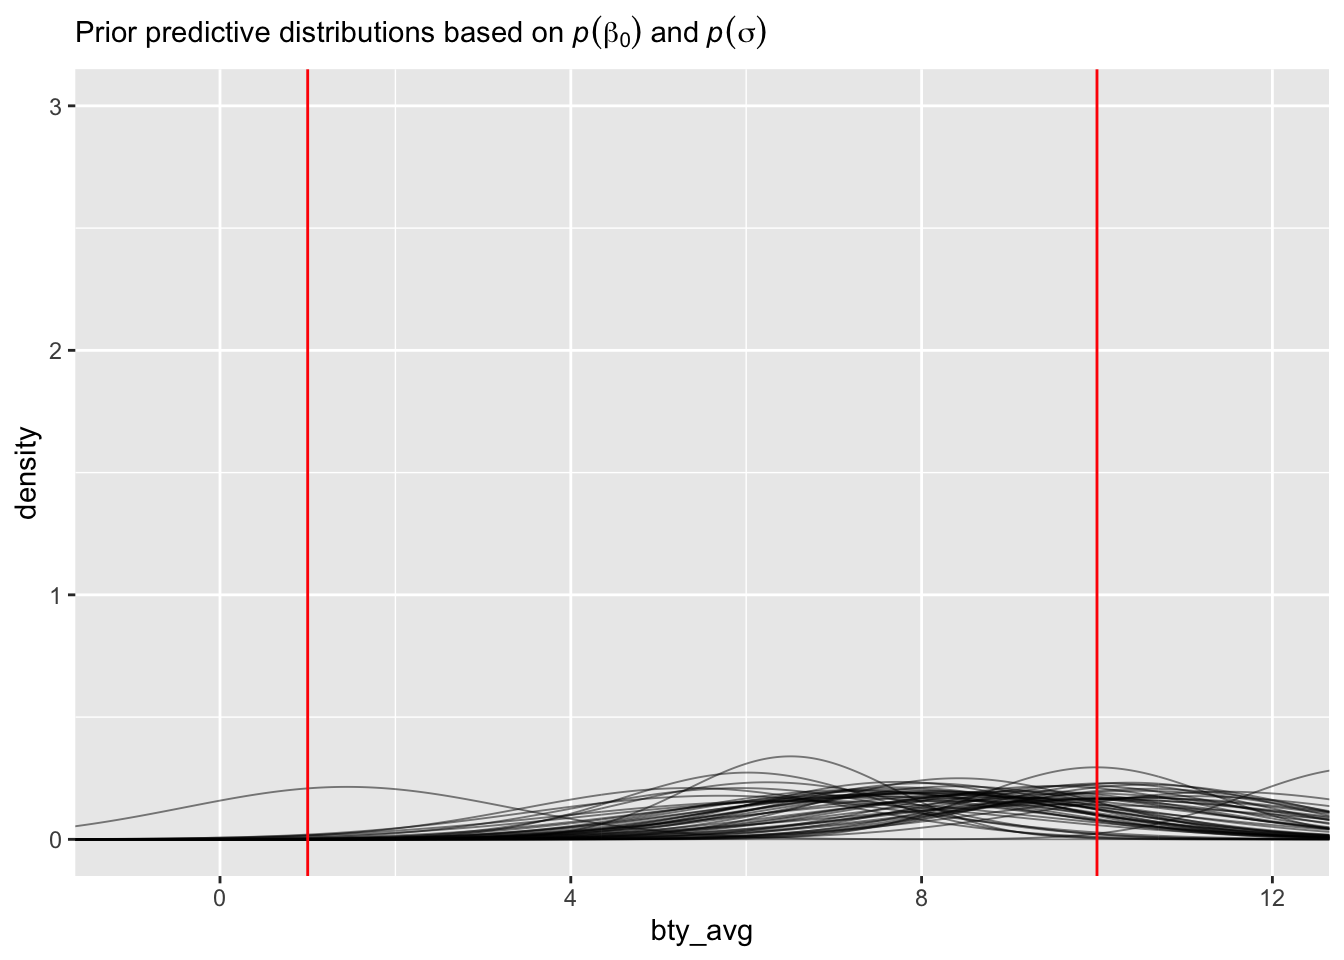 Prior predictive distributions based on p(β₀) and p(σ)
3
2
1
0
density
0 4 8 12
bty_avg